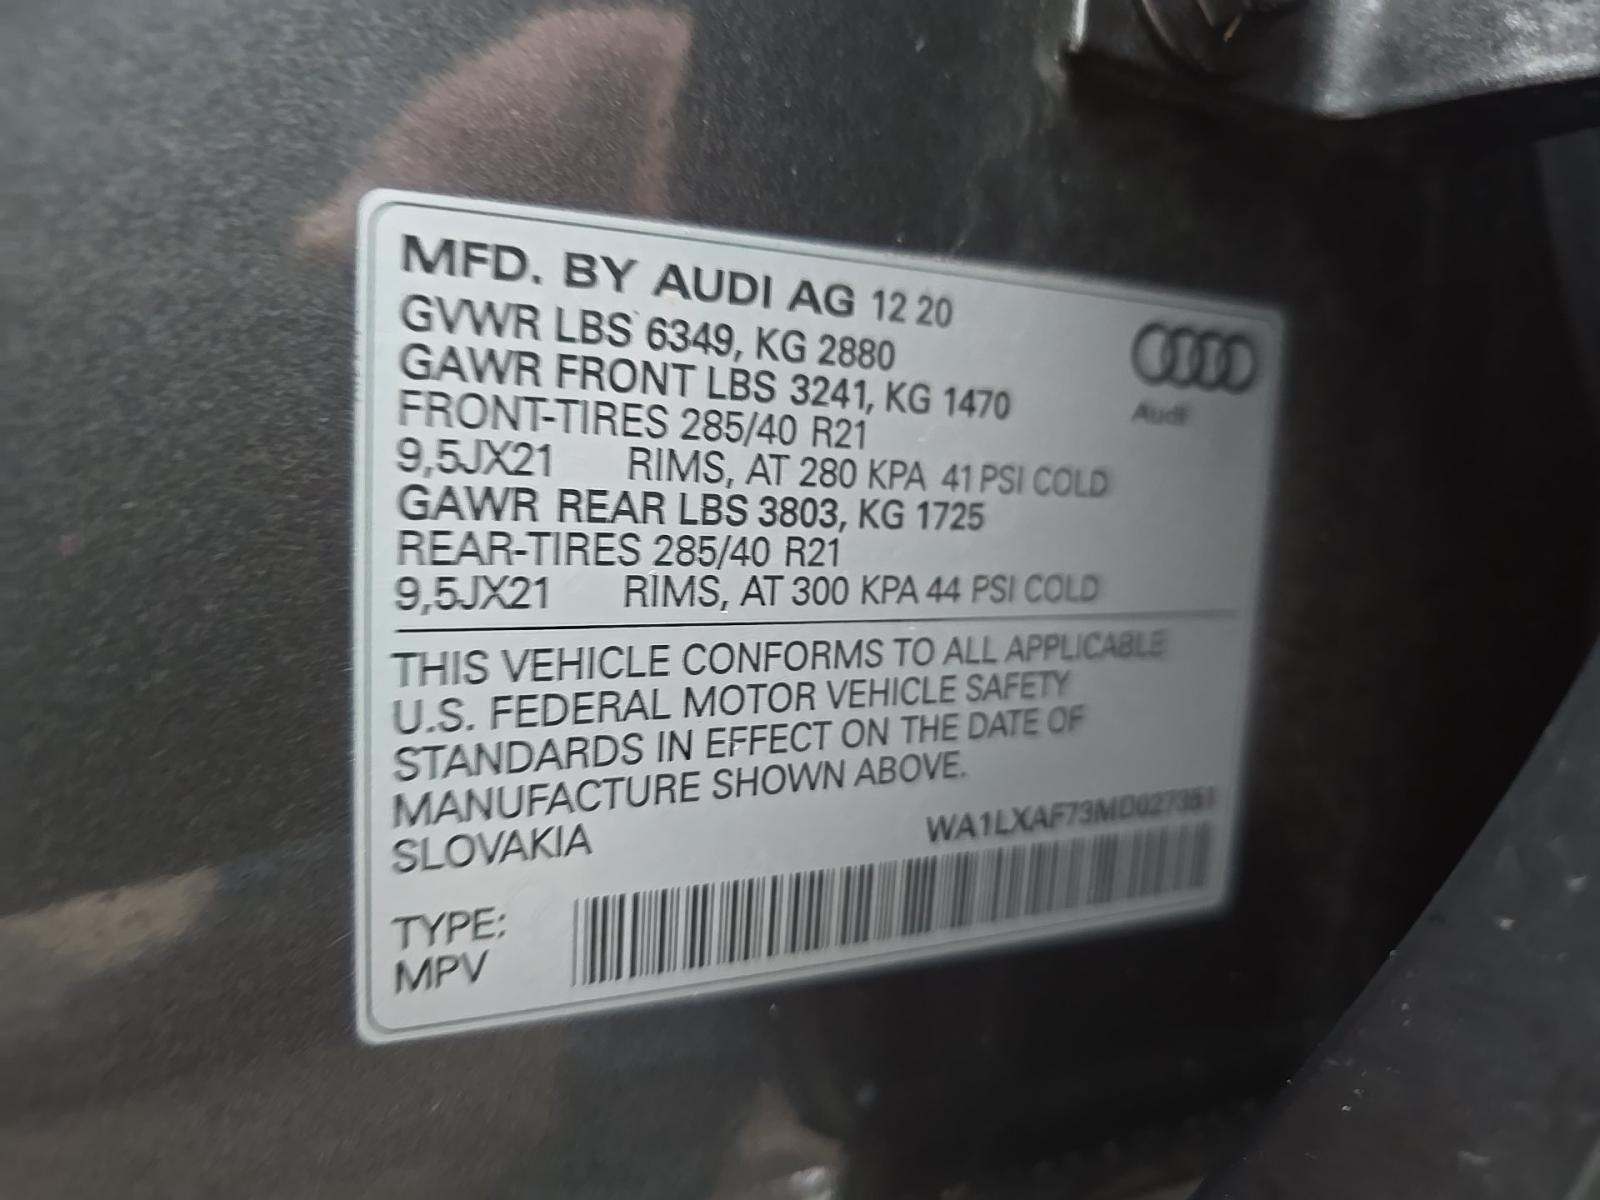 MFD. BY AUDI AG 12 20
GVWR LBS 6349, KG 2880
GAWR FRONT LBS 3241, KG 1470
FRONT-TIRES 285/40 R21
9,5JX21 RIMS, AT 280 KPA 41 PSI COLD
GAWR REAR LBS 3803, KG 1725
REAR-TIRES 285/40 R21
9,5JX21 RIMS, AT 300 KPA 44 PSI COLD
Audi
THIS VEHICLE CONFORMS TO ALL APPLICABLE
U.S. FEDERAL MOTOR VEHICLE SAFETY
STANDARDS IN EFFECT ON THE DATE OF
MANUFACTURE SHOWN ABOVE.
SLOVAKIA
WA1LXAF73MD027351
TYPE:
MPV